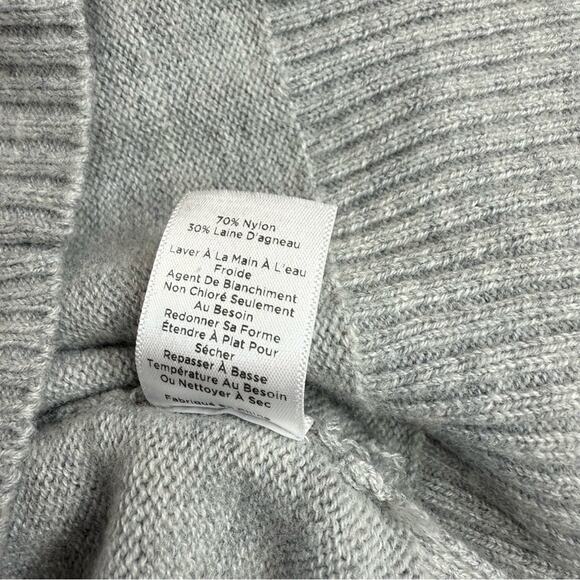 70% Nylon
30% Laine D'agneau
Laver À La Main À L'eau
Froide
Agent De Blanchiment
Non Chloré Seulement
Au Besoin
Redonner Sa Forme
Étendre À Plat Pour
Sécher
Repasser À Basse
Température Au Besoin
Ou Nettoyer À Sec
Fabriqué